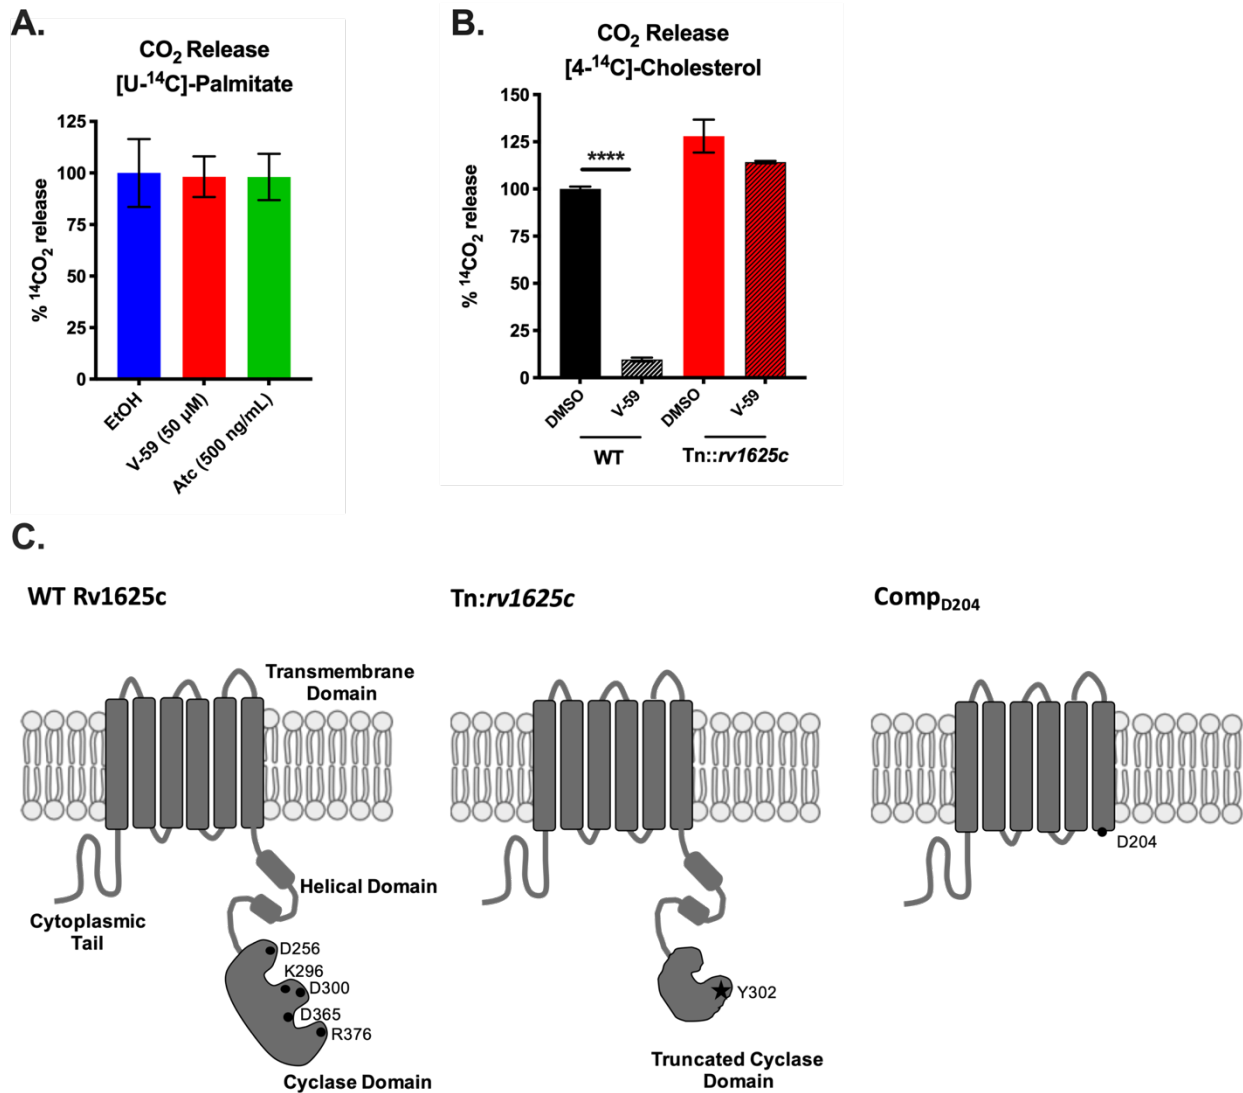 A.
CO2 Release
[U-14C]-Palmitate
% 14CO2 release
125
100
75
50
25
0
EtOH
V-59 (50 µM)
Atc (500 ng/mL)
B.
CO2 Release
[4-14C]-Cholesterol
% 14CO2 release
150
125
100
75
50
25
0
****
DMSO
V-59
DMSO
V-59
WT
Tn::rv1625c
C.
WT Rv1625c
Transmembrane
Domain
Helical Domain
Cytoplasmic
Tail
D256
K296
D300
D365
R376
Cyclase Domain
Tn:rv1625c
Y302
Truncated Cyclase
Domain
CompD204
D204